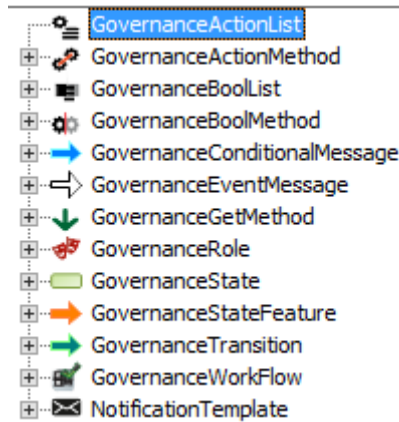 GovernanceActionList
GovernanceActionMethod
GovernanceBoolList
GovernanceBoolMethod
GovernanceConditionalMessage
GovernanceEventMessage
GovernanceGetMethod
GovernanceRole
GovernanceState
GovernanceStateFeature
GovernanceTransition
GovernanceWorkFlow
NotificationTemplate